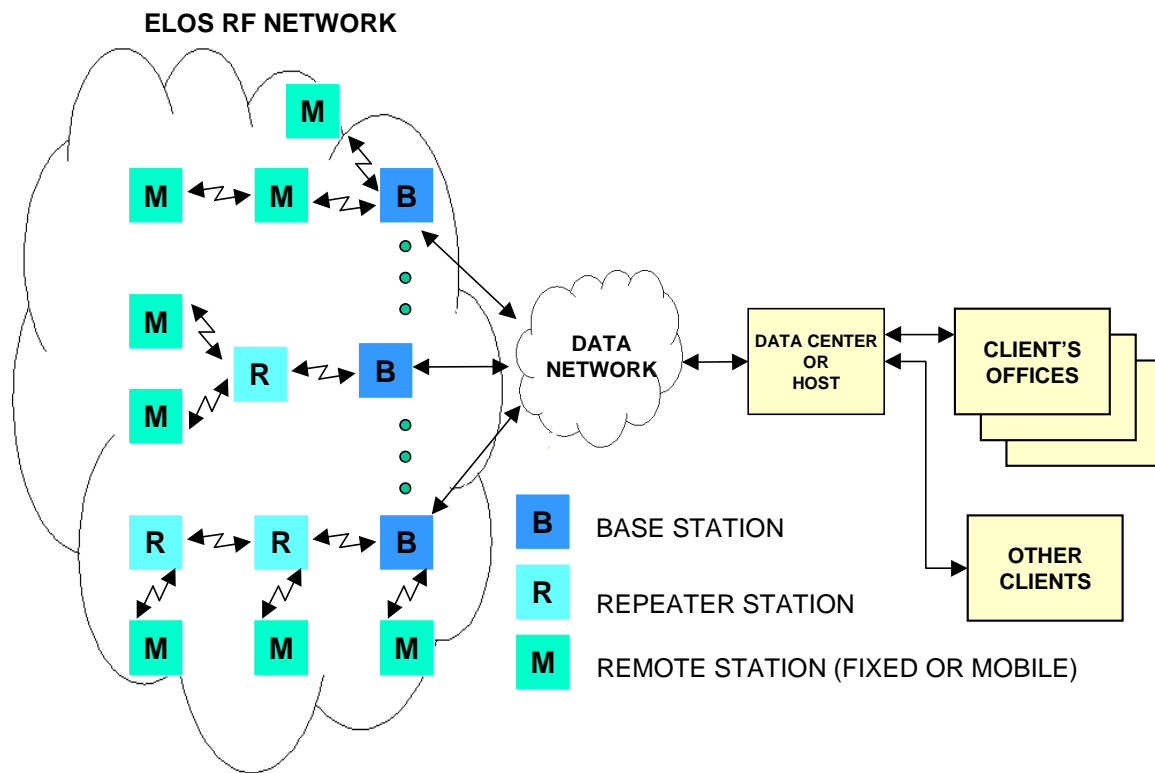 ELOS RF NETWORK
M
M
M
B
M
R
B
M
DATA
NETWORK
DATA CENTER
OR
HOST
CLIENT'S
OFFICES
R
R
B
M
M
M
B
BASE STATION
R
REPEATER STATION
M
REMOTE STATION (FIXED OR MOBILE)
OTHER
CLIENTS